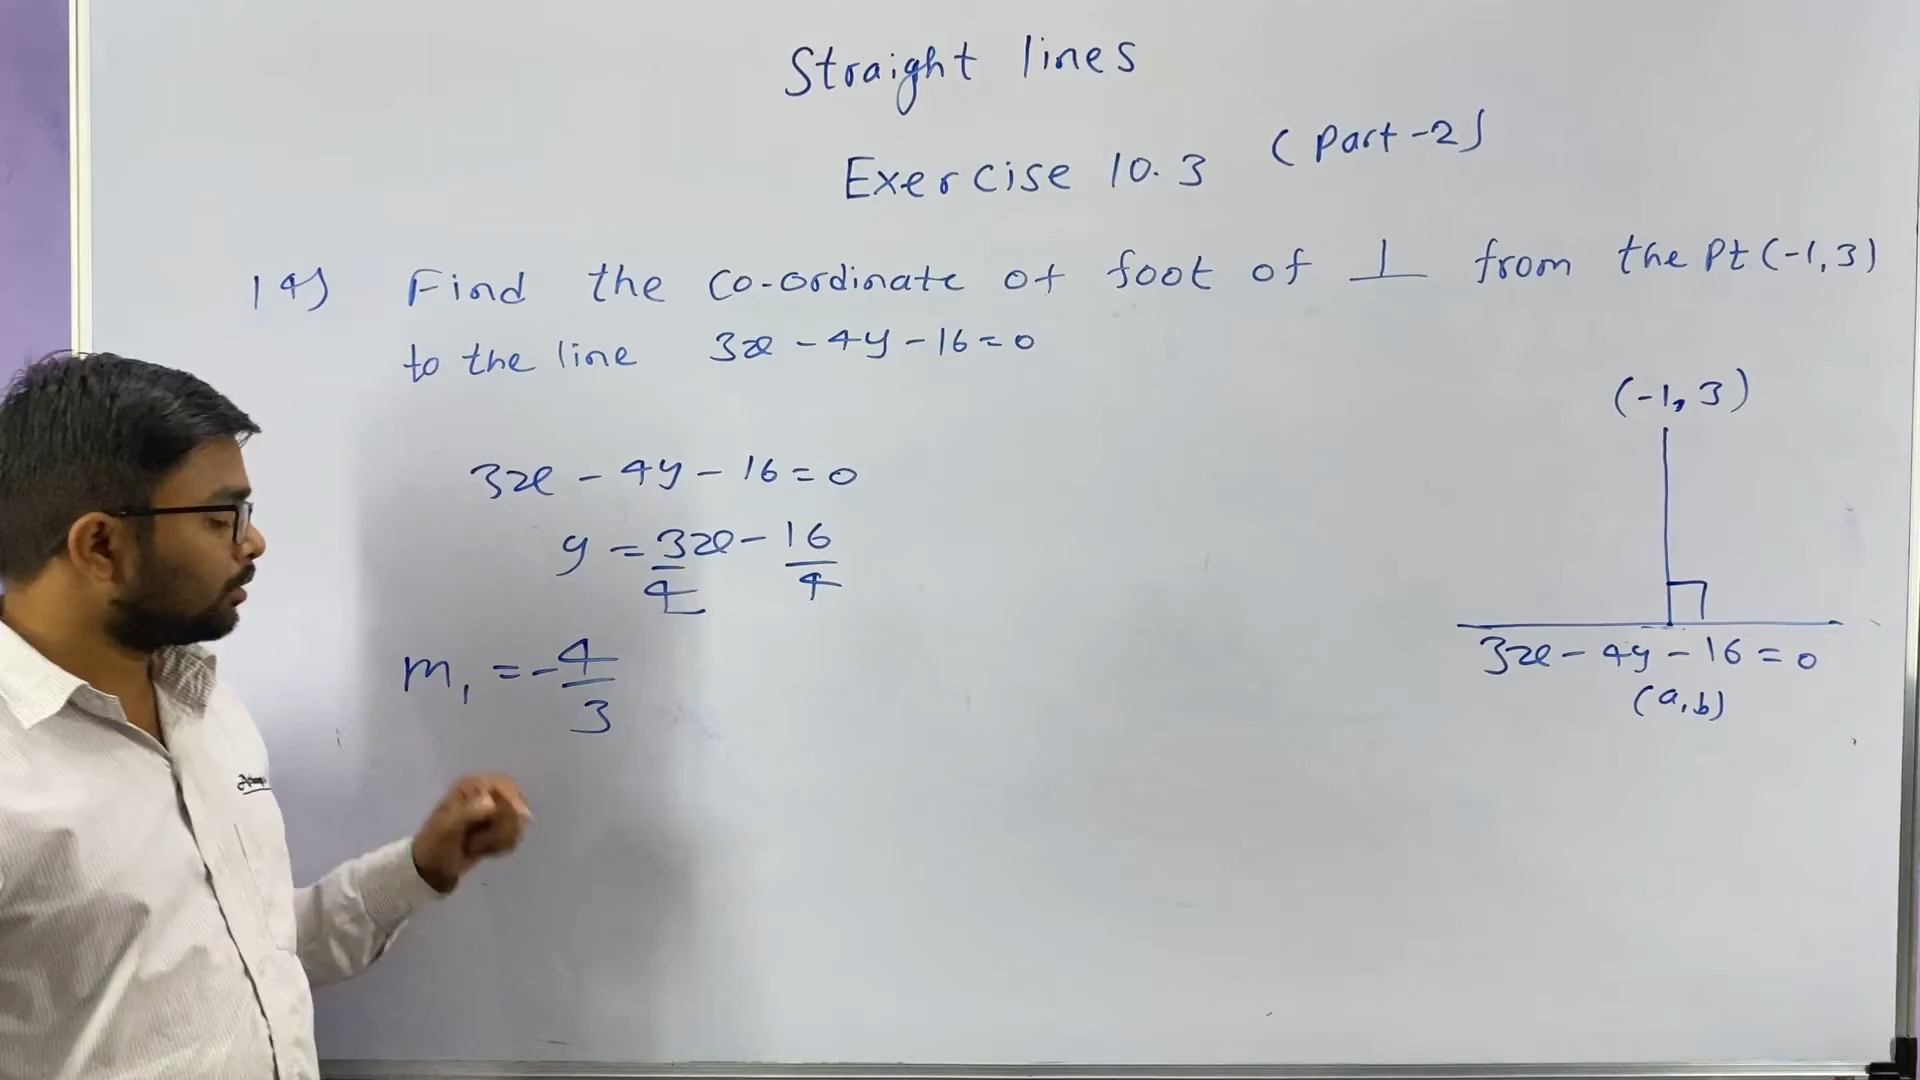 Straight lines
Exercise 10.3 (Part-2)
14) Find the co-ordinate of foot of ⊥ from the Pt (-1,3)
to the line 3x - 4y - 16 = 0
3x - 4y - 16 = 0
y = 3/4 x - 16/4
m₁ = -4/3
(-1, 3)
3x - 4y - 16 = 0
(a,b)